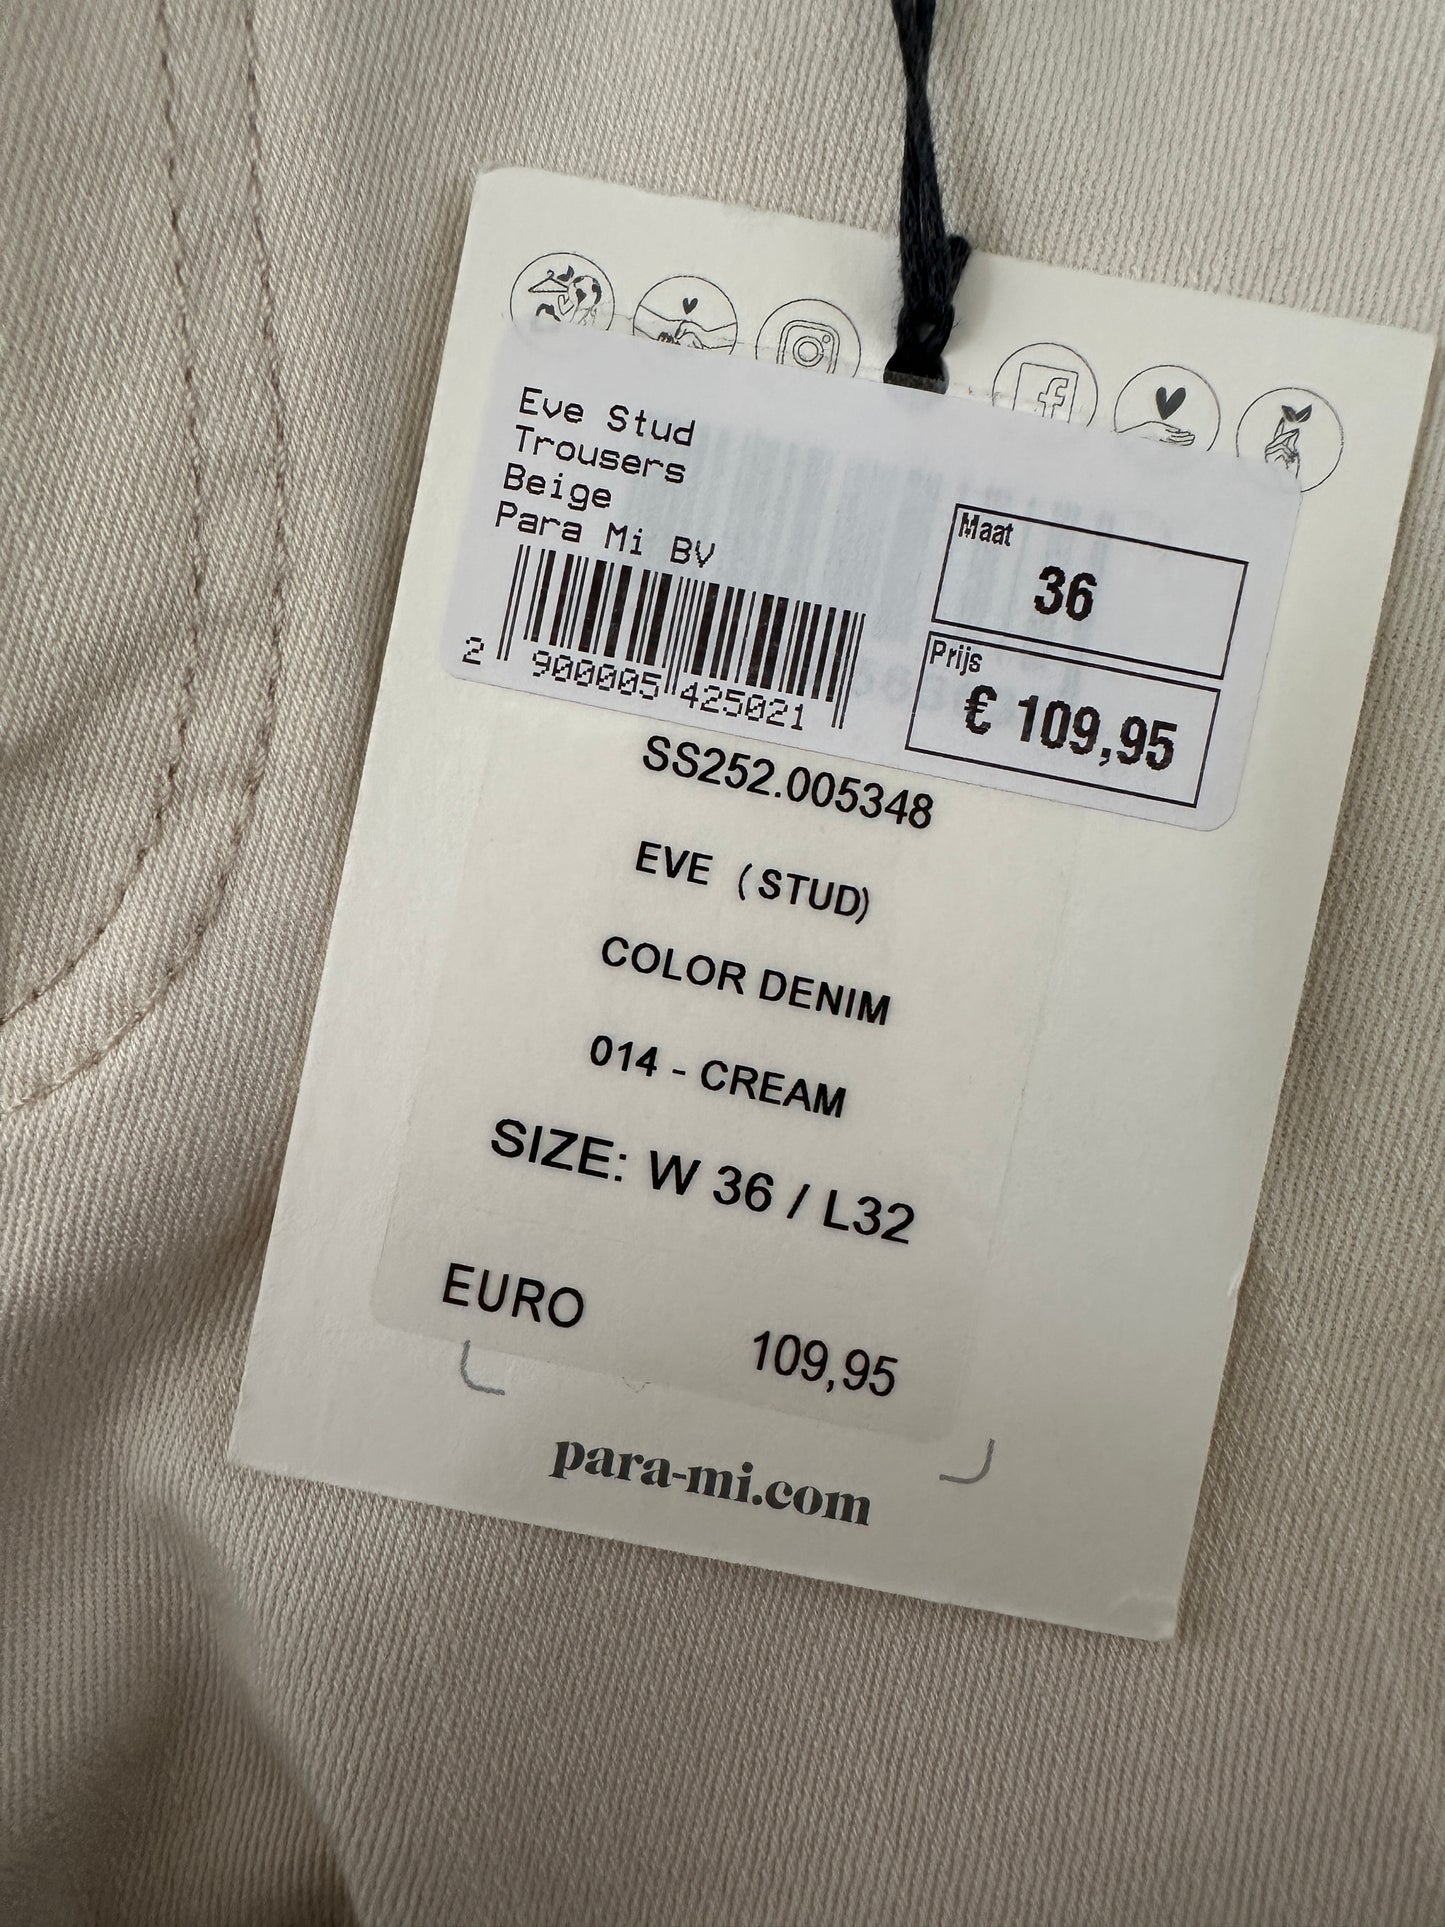 Eve Stud
Trousers
Beige
Para Mi BV
2 900005 425021
Maat
36
Prijs
€ 109,95
SS252.005348
EVE (STUD)
COLOR DENIM
014 - CREAM
SIZE: W 36 / L32
EURO 109,95
para-mi.com